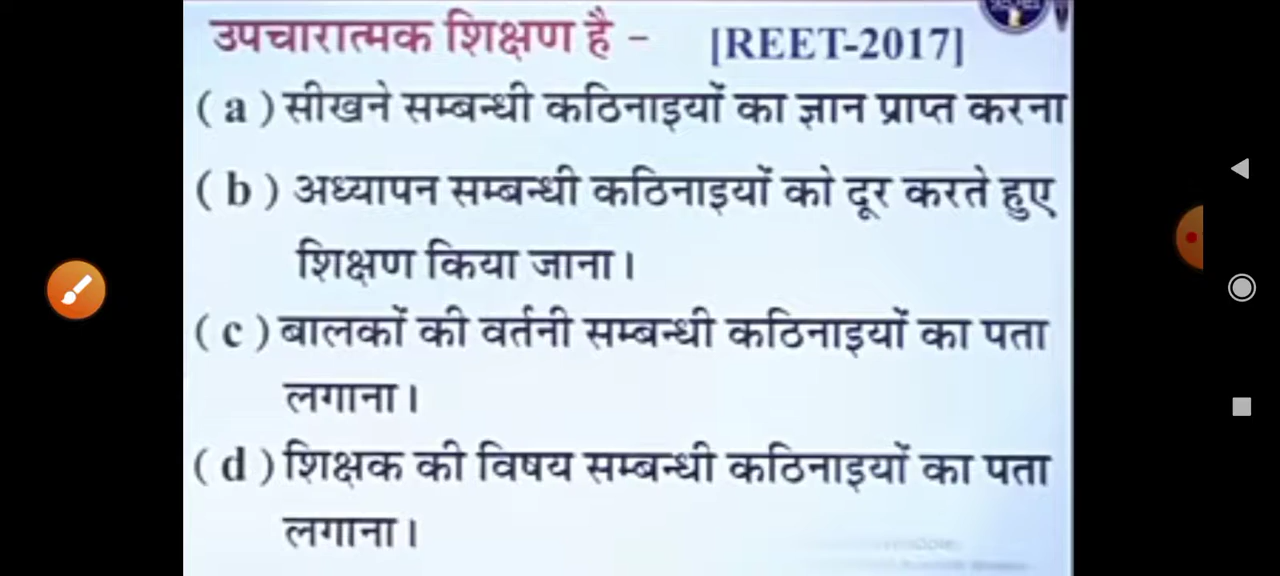 उपचारात्मक शिक्षण है - [REET-2017]
( a ) सीखने सम्बन्धी कठिनाइयों का ज्ञान प्राप्त करना
( b ) अध्यापन सम्बन्धी कठिनाइयों को दूर करते हुए
शिक्षण किया जाना।
( c ) बालकों की वर्तनी सम्बन्धी कठिनाइयों का पता
लगाना।
( d ) शिक्षक की विषय सम्बन्धी कठिनाइयों का पता
लगाना।